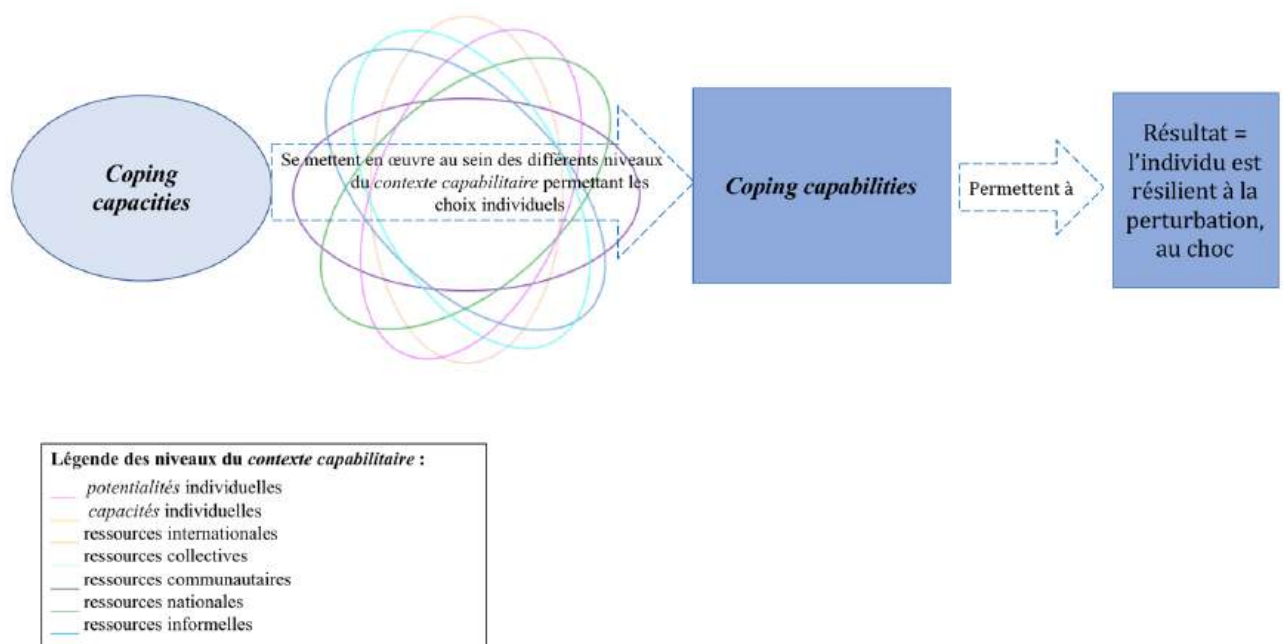 Coping
capacities
Se mettent en œuvre au sein des différents niveaux
du contexte capabilitaire permettant les
choix individuels
Coping capabilities
Permettent à
Résultat =
l'individu est
résilient à la
perturbation,
au choc
Légende des niveaux du contexte capabilitaire :
potentialités individuelles
capacités individuelles
ressources internationales
ressources collectives
ressources communautaires
ressources nationales
ressources informelles